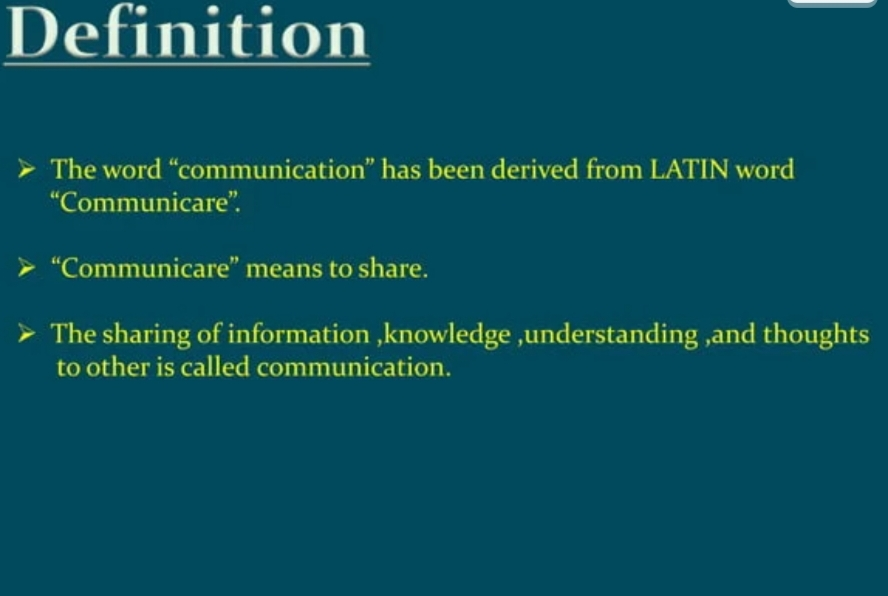 Definition
➢ The word “communication” has been derived from LATIN word
“Communicare”.
➢ “Communicare” means to share.
➢ The sharing of information ,knowledge ,understanding ,and thoughts
to other is called communication.